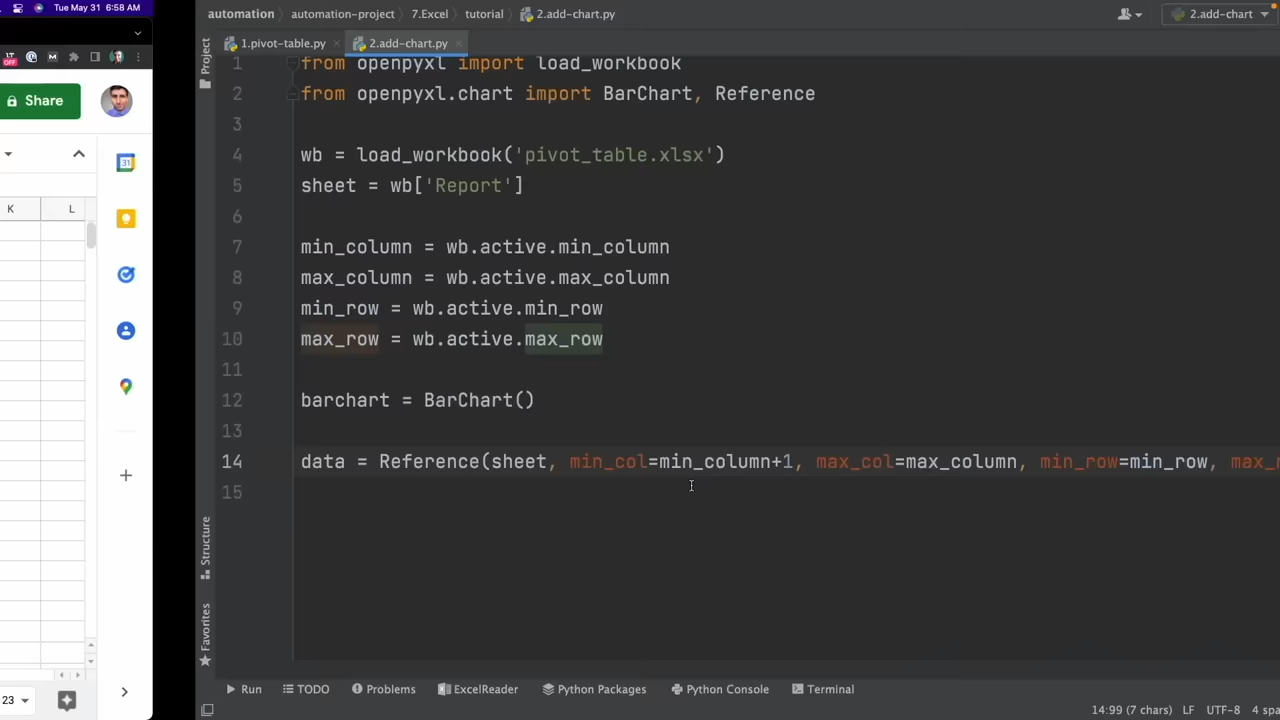 Tue May 31 6:58 AM
automation
automation-project
7.Excel
tutorial
2.add-chart.py
2.add-chart
1.pivot-table.py
2.add-chart.py
OFF
M
Share
31
K
L
23
Project
Structure
Favorites
1 from openpyxl import load_workbook
2 from openpyxl.chart import BarChart, Reference
3
4 wb = load_workbook('pivot_table.xlsx')
5 sheet = wb['Report']
6
7 min_column = wb.active.min_column
8 max_column = wb.active.max_column
9 min_row = wb.active.min_row
10 max_row = wb.active.max_row
11
12 barchart = BarChart()
13
14 data = Reference(sheet, min_col=min_column+1, max_col=max_column, min_row=min_row,
15
Run
TODO
Problems
ExcelReader
Python Packages
Python Console
Terminal
14:99 (7 chars)
LF
UTF-8